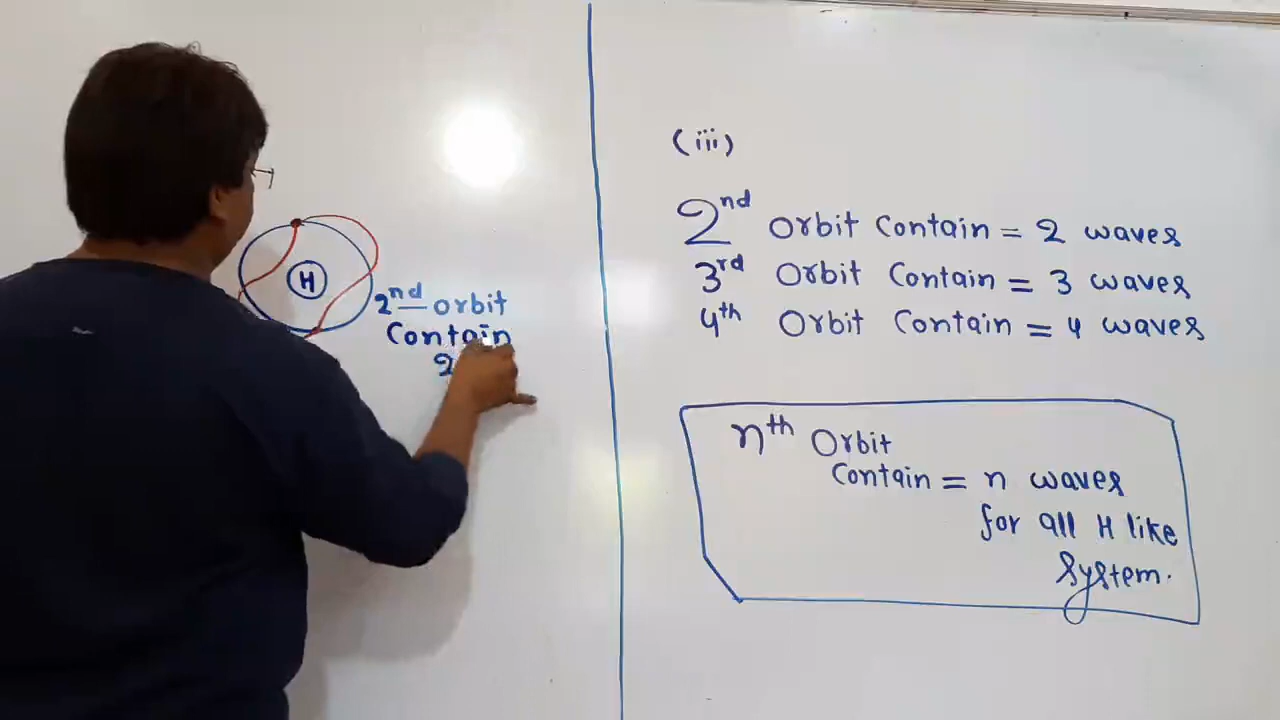 H
2nd orbit
Contain
2
(iii)
2nd Orbit Contain = 2 waves
3rd Orbit Contain = 3 waves
4th Orbit Contain = 4 waves
nth Orbit
Contain = n waves
for all H like
System.